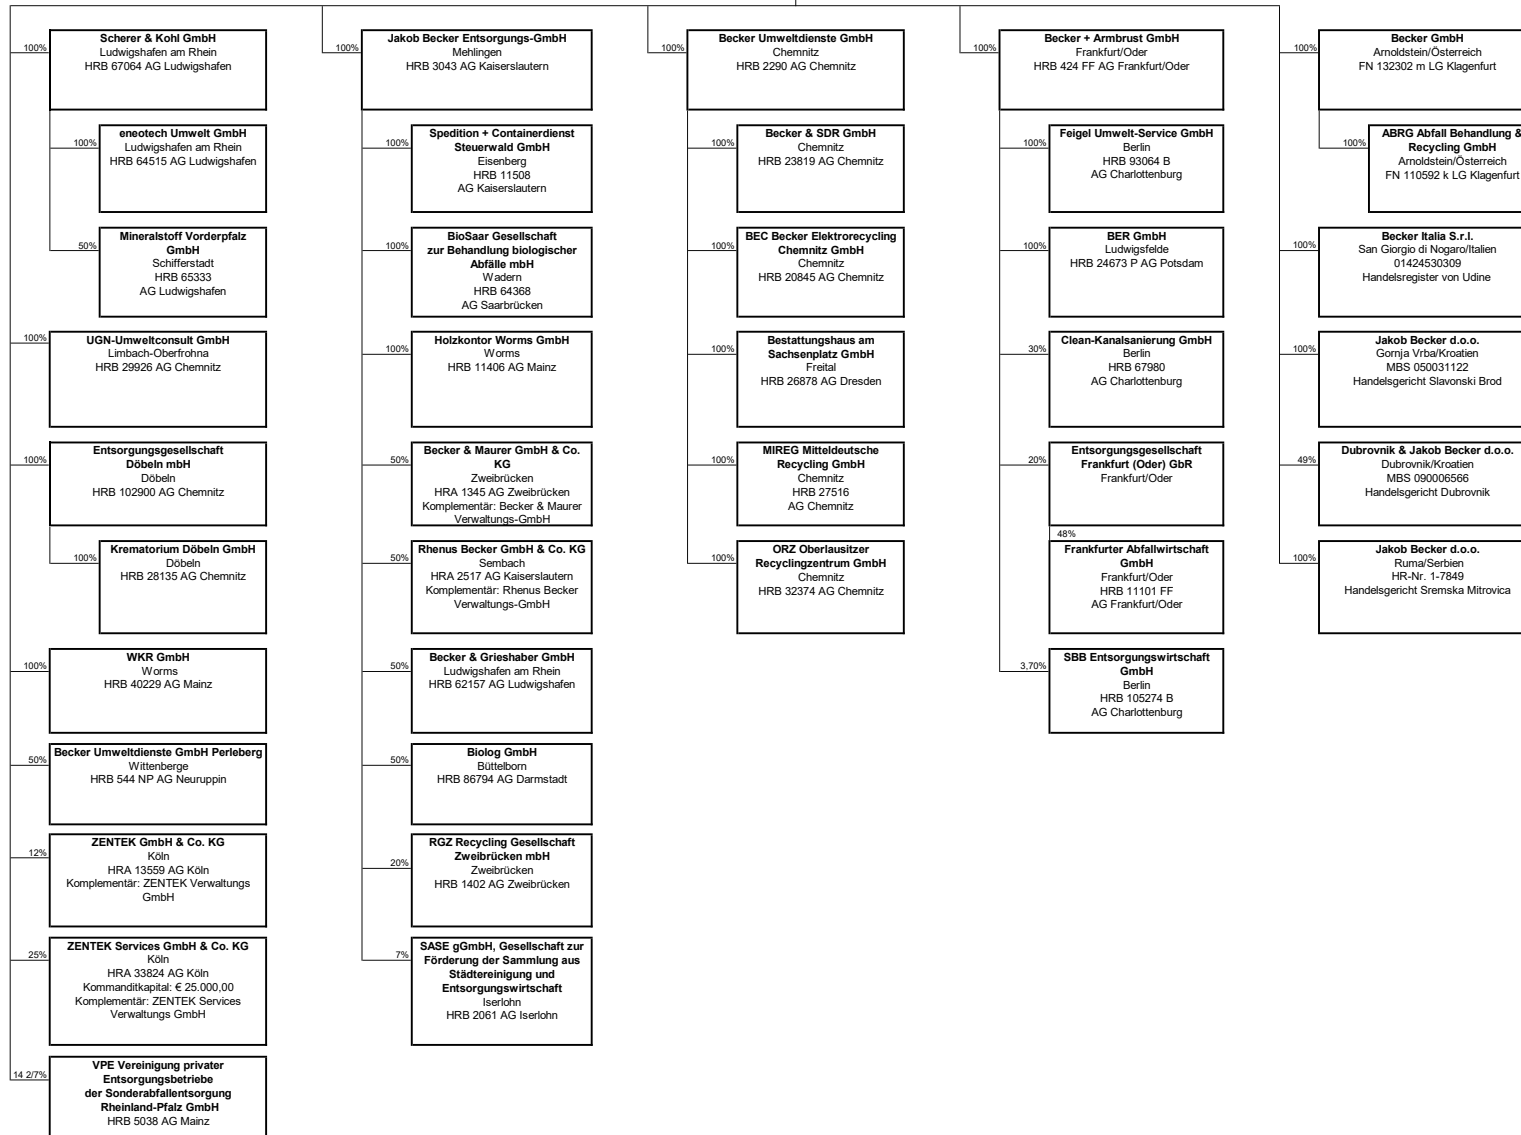 100%
Scherer & Kohl GmbH
Ludwigshafen am Rhein
HRB 67064 AG Ludwigshafen
100%
eneotech Umwelt GmbH
Ludwigshafen am Rhein
HRB 64515 AG Ludwigshafen
50%
Mineralstoff Vorderpfalz
GmbH
Schifferstadt
HRB 65333
AG Ludwigshafen
100%
UGN-Umweltconsult GmbH
Limbach-Oberfrohna
HRB 29926 AG Chemnitz
100%
Entsorgungsgesellschaft
Döbeln mbH
Döbeln
HRB 102900 AG Chemnitz
100%
Krematorium Döbeln GmbH
Döbeln
HRB 28135 AG Chemnitz
100%
WKR GmbH
Worms
HRB 40229 AG Mainz
50%
Becker Umweltdienste GmbH Perleberg
Wittenberge
HRB 544 NP AG Neuruppin
12%
ZENTEK GmbH & Co. KG
Köln
HRA 13559 AG Köln
Komplementär: ZENTEK Verwaltungs
GmbH
25%
ZENTEK Services GmbH & Co. KG
Köln
HRA 33824 AG Köln
Kommanditkapital: € 25.000,00
Komplementär: ZENTEK Services
Verwaltungs GmbH
14 2/7%
VPE Vereinigung privater
Entsorgungsbetriebe
der Sonderabfallentsorgung
Rheinland-Pfalz GmbH
HRB 5038 AG Mainz
100%
Jakob Becker Entsorgungs-GmbH
Mehlingen
HRB 3043 AG Kaiserslautern
100%
Spedition + Containerdienst
Steuerwald GmbH
Eisenberg
HRB 11508
AG Kaiserslautern
100%
BioSaar Gesellschaft
zur Behandlung biologischer
Abfälle mbH
Wadern
HRB 64368
AG Saarbrücken
100%
Holzkontor Worms GmbH
Worms
HRB 11406 AG Mainz
50%
Becker & Maurer GmbH & Co.
KG
Zweibrücken
HRA 1345 AG Zweibrücken
Komplementär: Becker & Maurer
Verwaltungs-GmbH
50%
Rhenus Becker GmbH & Co. KG
Sembach
HRA 2517 AG Kaiserslautern
Komplementär: Rhenus Becker
Verwaltungs-GmbH
50%
Becker & Grieshaber GmbH
Ludwigshafen am Rhein
HRB 62157 AG Ludwigshafen
50%
Biolog GmbH
Büttelborn
HRB 86794 AG Darmstadt
20%
RGZ Recycling Gesellschaft
Zweibrücken mbH
Zweibrücken
HRB 1402 AG Zweibrücken
7%
SASE gGmbH, Gesellschaft zur
Förderung der Sammlung aus
Städtereinigung und
Entsorgungswirtschaft
Iserlohn
HRB 2061 AG Iserlohn
100%
Becker Umweltdienste GmbH
Chemnitz
HRB 2290 AG Chemnitz
100%
Becker & SDR GmbH
Chemnitz
HRB 23819 AG Chemnitz
100%
BEC Becker Elektrorecycling
Chemnitz GmbH
Chemnitz
HRB 20845 AG Chemnitz
100%
Bestattungshaus am
Sachsenplatz GmbH
Freital
HRB 26878 AG Dresden
100%
MIREG Mitteldeutsche
Recycling GmbH
Chemnitz
HRB 27516
AG Chemnitz
100%
ORZ Oberlausitzer
Recyclingzentrum GmbH
Chemnitz
HRB 32374 AG Chemnitz
100%
Becker + Armbrust GmbH
Frankfurt/Oder
HRB 424 FF AG Frankfurt/Oder
100%
Feigel Umwelt-Service GmbH
Berlin
HRB 93064 B
AG Charlottenburg
100%
BER GmbH
Ludwigsfelde
HRB 24673 P AG Potsdam
30%
Clean-Kanalsanierung GmbH
Berlin
HRB 67980
AG Charlottenburg
20%
Entsorgungsgesellschaft
Frankfurt (Oder) GbR
Frankfurt/Oder
48%
Frankfurter Abfallwirtschaft
GmbH
Frankfurt/Oder
HRB 11101 FF
AG Frankfurt/Oder
3,70%
SBB Entsorgungswirtschaft
GmbH
Berlin
HRB 105274 B
AG Charlottenburg
100%
Becker GmbH
Arnoldstein/Österreich
FN 132302 m LG Klagenfurt
100%
ABRG Abfall Behandlung &
Recycling GmbH
Arnoldstein/Österreich
FN 110592 k LG Klagenfurt
100%
Becker Italia S.r.l.
San Giorgio di Nogaro/Italien
01424530309
Handelsregister von Udine
100%
Jakob Becker d.o.o.
Gornja Vrba/Kroatien
MBS 050031122
Handelsgericht Slavonski Brod
49%
Dubrovnik & Jakob Becker d.o.o.
Dubrovnik/Kroatien
MBS 090006566
Handelsgericht Dubrovnik
100%
Jakob Becker d.o.o.
Ruma/Serbien
HR-Nr. 1-7849
Handelsgericht Sremska Mitrovica